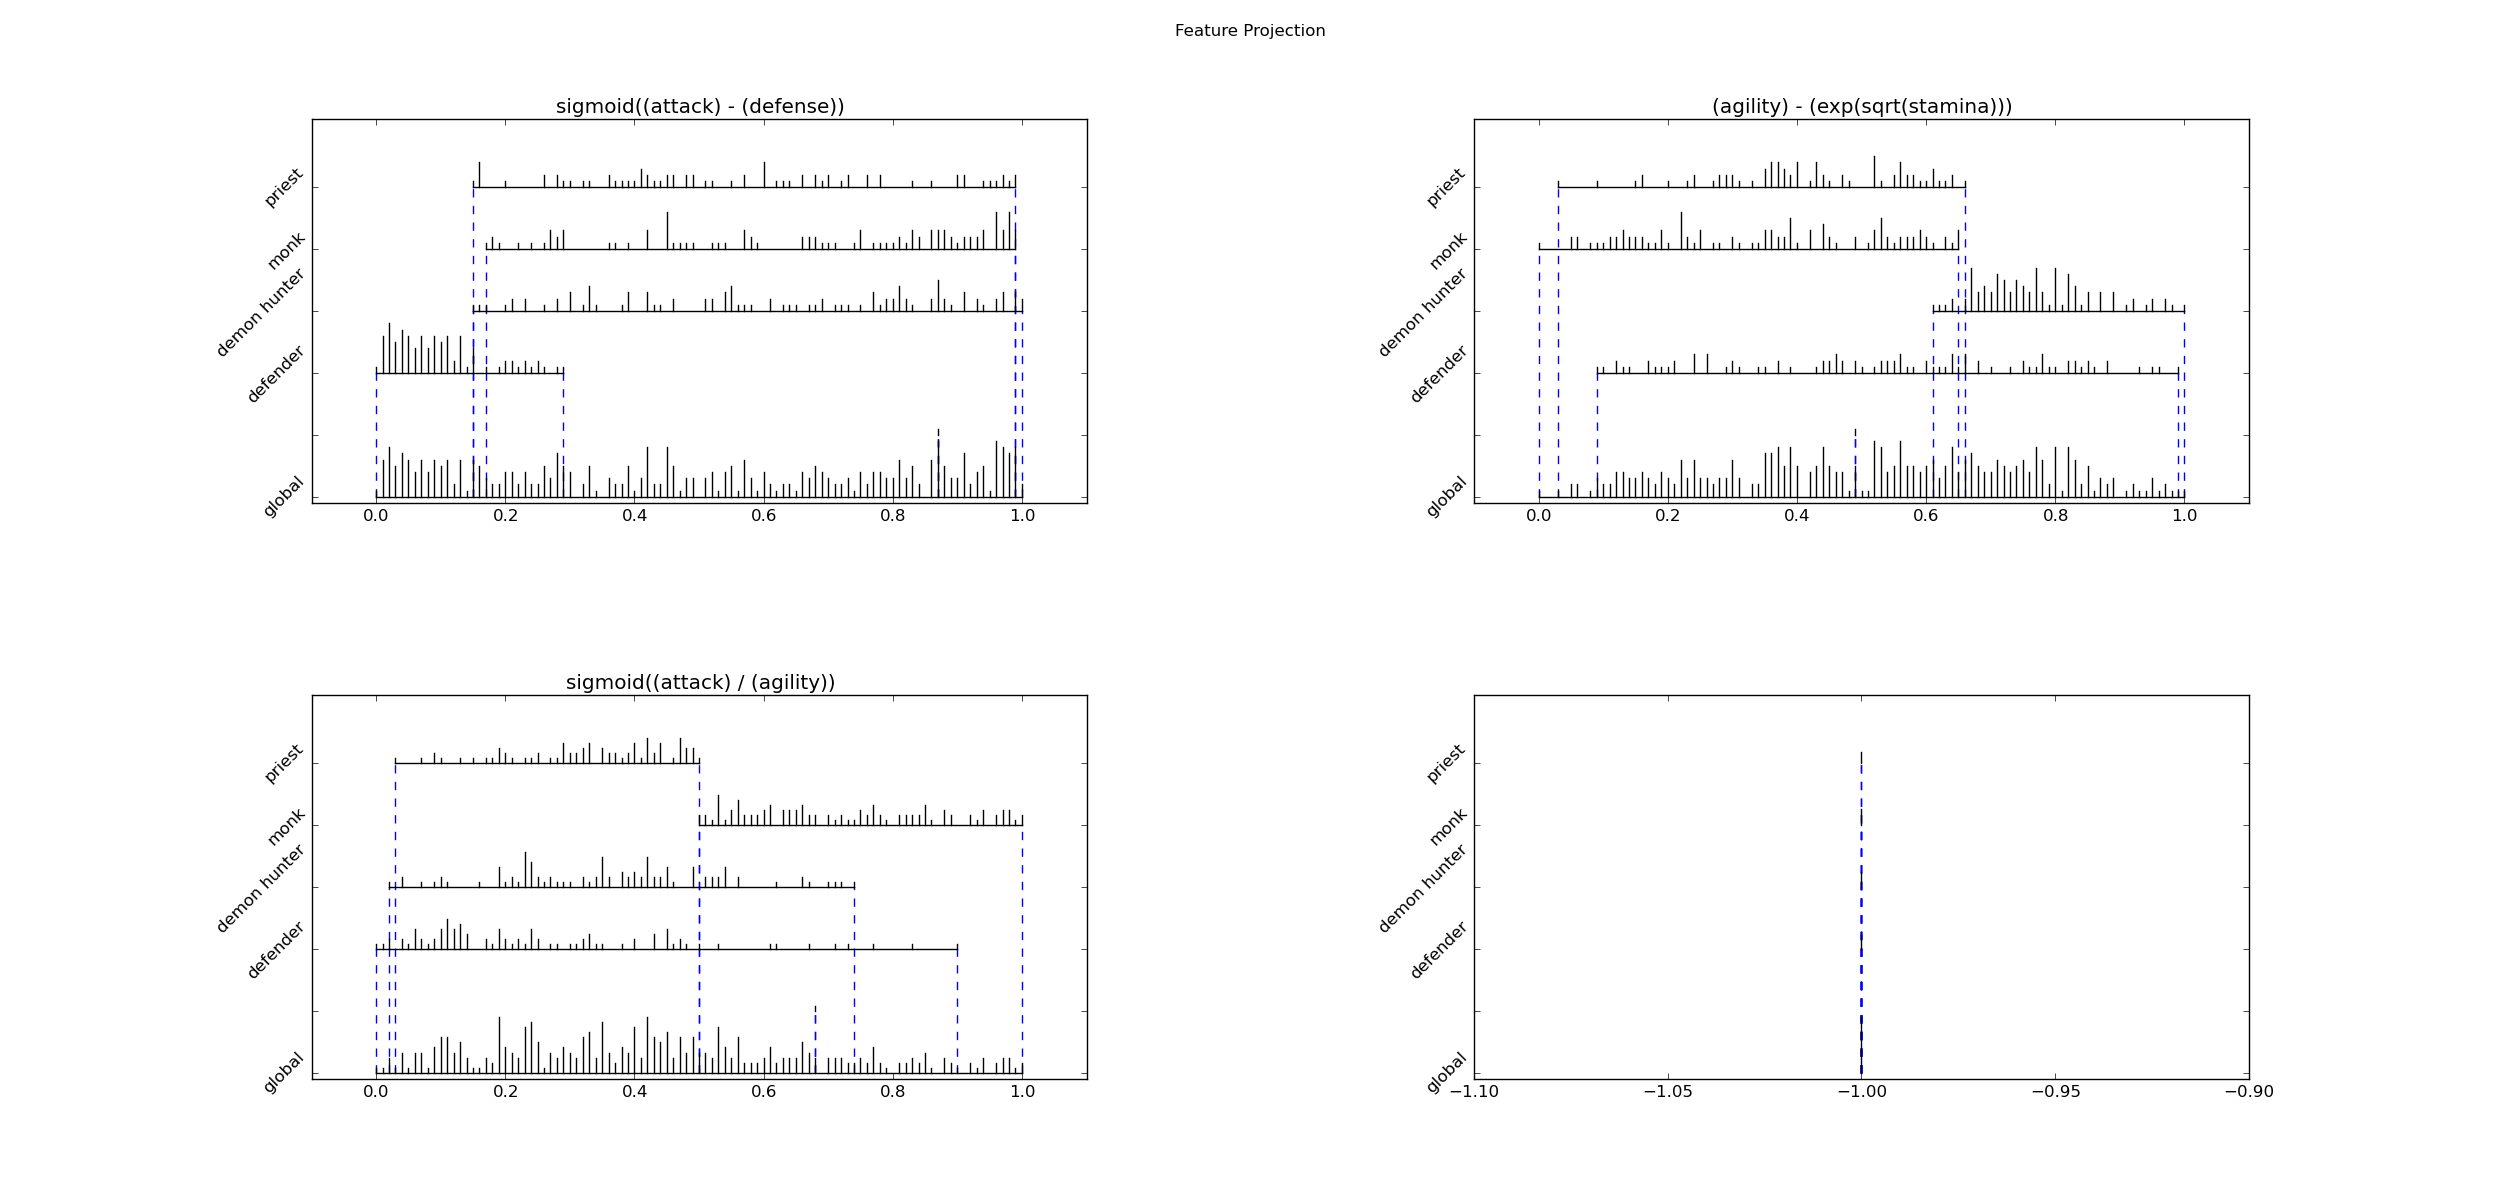 Feature Projection
sigmoid((attack) - (defense))
priest
monk
demon hunter
defender
global
0.0 0.2 0.4 0.6 0.8 1.0
(agility) - (exp(sqrt(stamina)))
priest
monk
demon hunter
defender
global
0.0 0.2 0.4 0.6 0.8 1.0
sigmoid((attack) / (agility))
priest
monk
demon hunter
defender
global
0.0 0.2 0.4 0.6 0.8 1.0
priest
monk
demon hunter
defender
global
−1.10 −1.05 −1.00 −0.95 −0.90